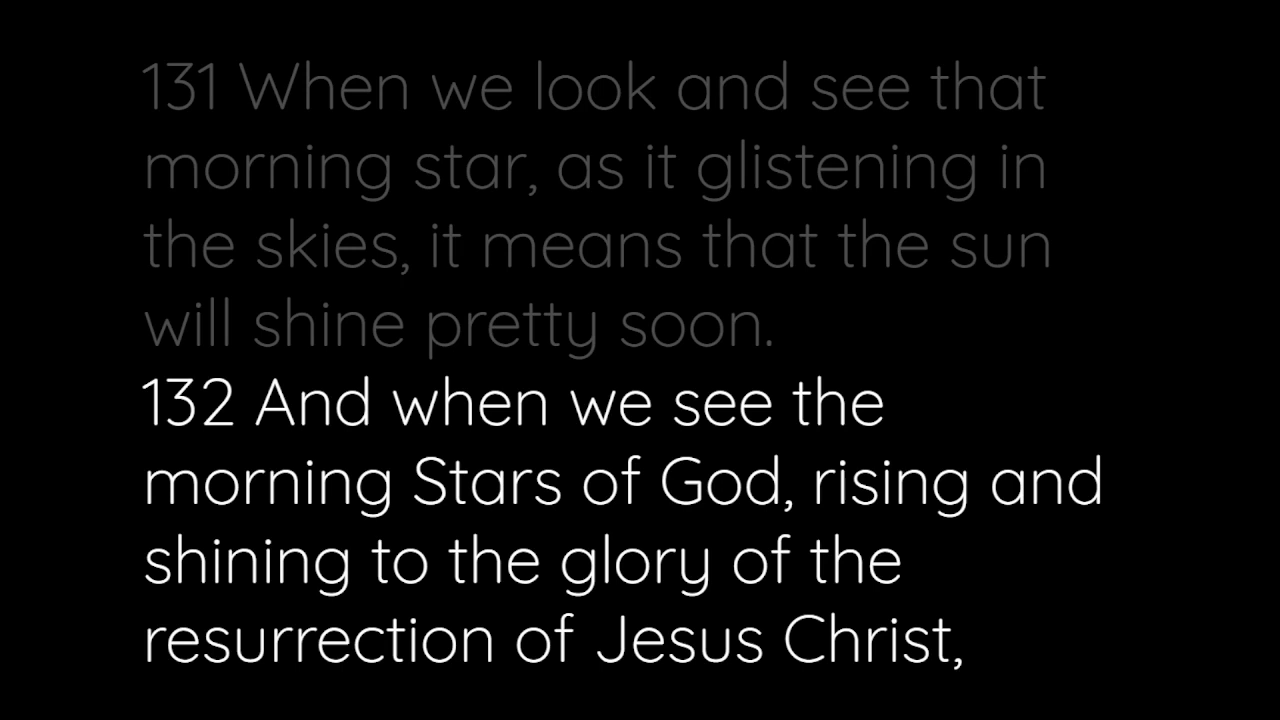 131 When we look and see that
morning star, as it glistening in
the skies, it means that the sun
will shine pretty soon.
132 And when we see the
morning Stars of God, rising and
shining to the glory of the
resurrection of Jesus Christ,